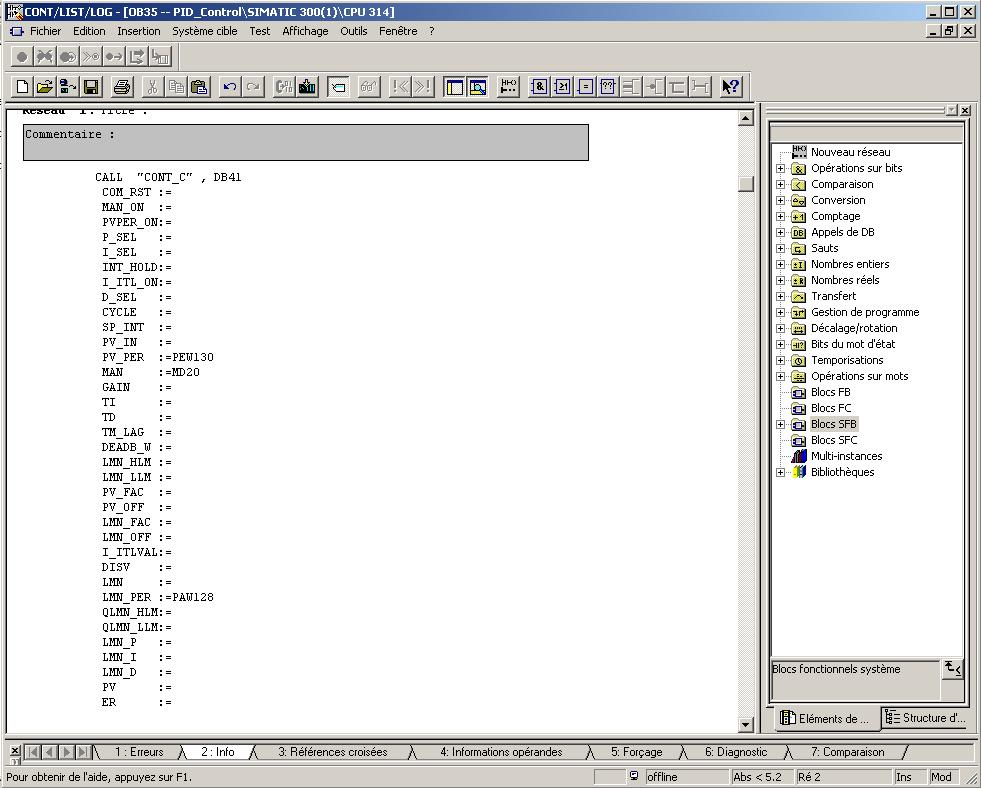 CONT/LIST/LOG - [OB35 -- PID_Control\SIMATIC 300(1)\CPU 314]
Fichier Edition Insertion Système cible Test Affichage Outils Fenêtre ?
Réseau 1 : Titre :
Commentaire :
CALL "CONT_C" , DB41
COM_RST :=
MAN_ON :=
PVPER_ON:=
P_SEL :=
I_SEL :=
INT_HOLD:=
I_ITL_ON:=
D_SEL :=
CYCLE :=
SP_INT :=
PV_IN :=
PV_PER :=PEW130
MAN :=MD20
GAIN :=
TI :=
TD :=
TM_LAG :=
DEADB_W :=
LMN_HLM :=
LMN_LLM :=
PV_FAC :=
PV_OFF :=
LMN_FAC :=
LMN_OFF :=
I_ITLVAL:=
DISV :=
LMN :=
LMN_PER :=PAW128
QLMN_HLM:=
QLMN_LLM:=
LMN_P :=
LMN_I :=
LMN_D :=
PV :=
ER :=
Nouveau réseau
Opérations sur bits
Comparaison
Conversion
Comptage
Appels de DB
Sauts
Nombres entiers
Nombres réels
Transfert
Gestion de programme
Décalage/rotation
Bits du mot d'état
Temporisations
Opérations sur mots
Blocs FB
Blocs FC
Blocs SFB
Blocs SFC
Multi-instances
Bibliothèques
Blocs fonctionnels système
Eléments de ... Structure d'...
1 : Erreurs 2 : Info 3: Références croisées 4: Informations opérandes 5: Forçage 6: Diagnostic 7: Comparaison
Pour obtenir de l'aide, appuyez sur F1. offline Abs < 5.2 Ré 2 Ins Mod